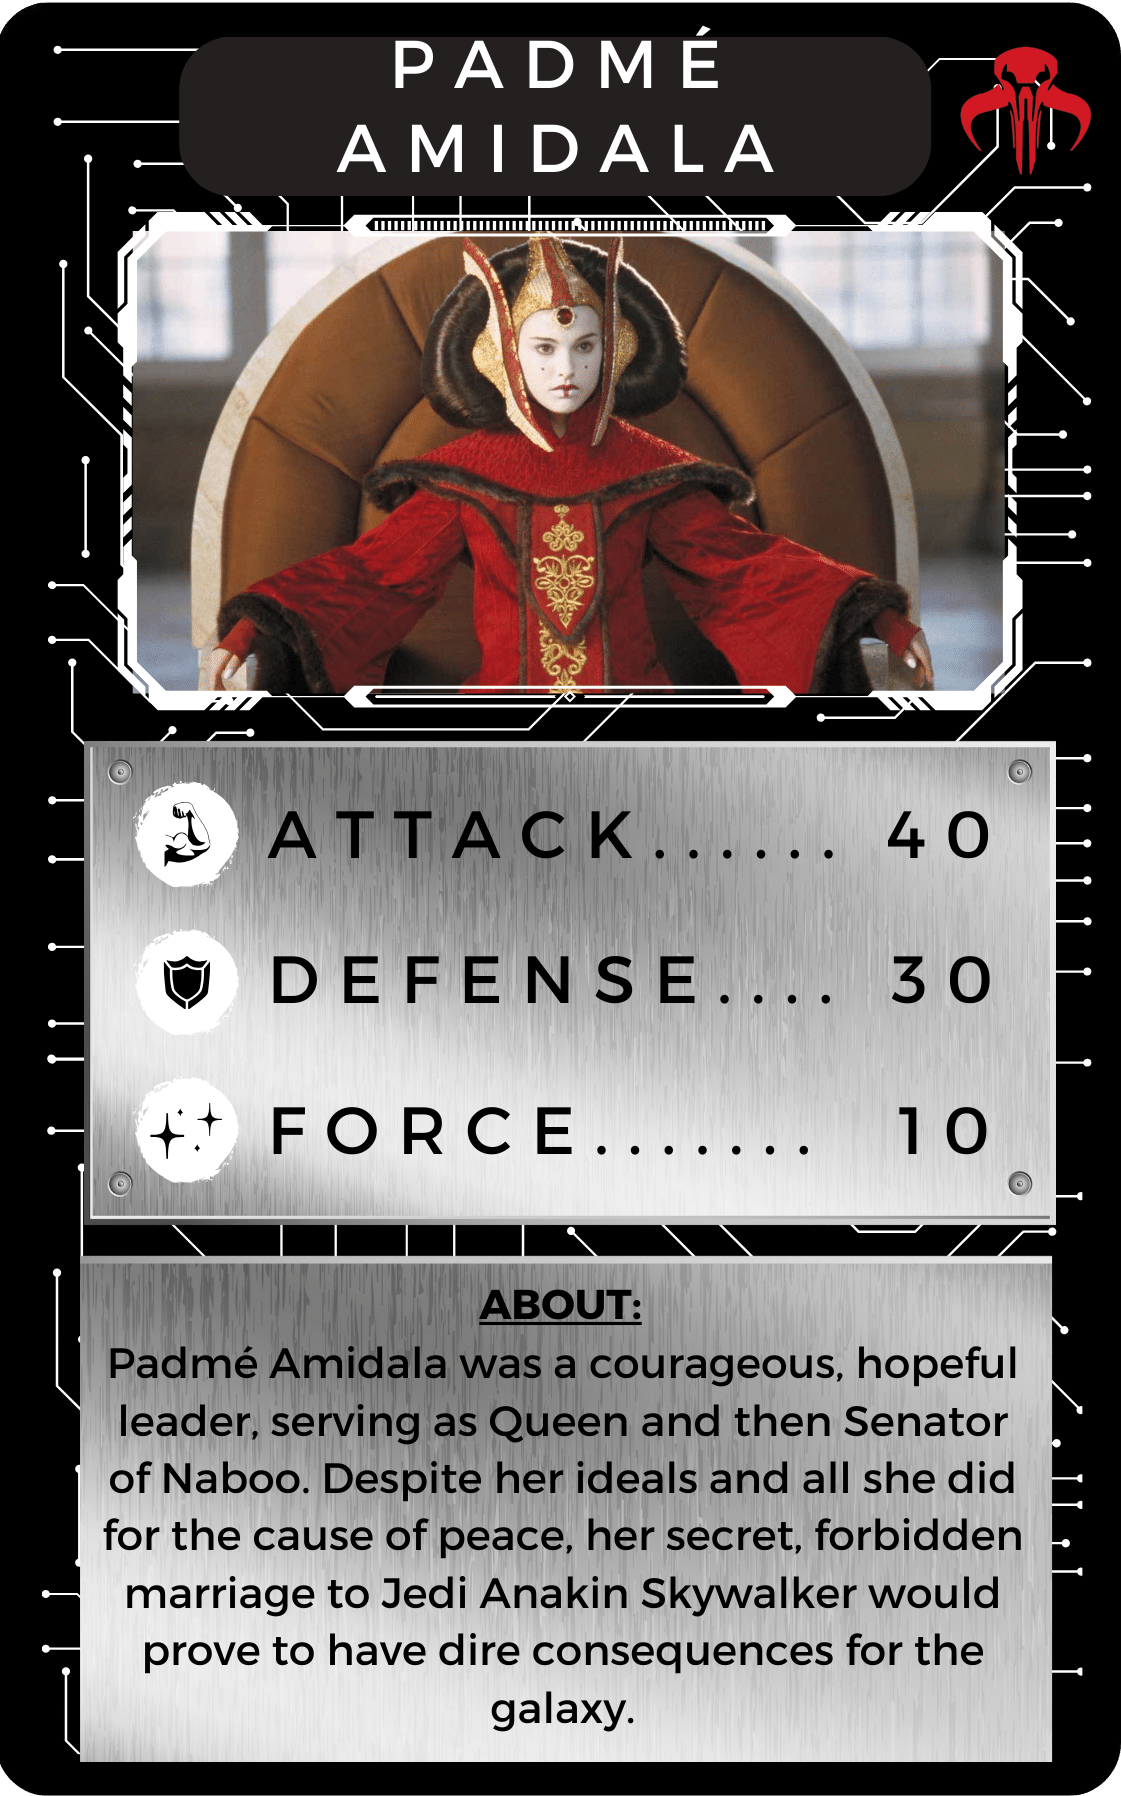 PADMÉ
AMIDALA
ATTACK...... 40
DEFENSE.... 30
FORCE....... 10
ABOUT:
Padmé Amidala was a courageous, hopeful
leader, serving as Queen and then Senator
of Naboo. Despite her ideals and all she did
for the cause of peace, her secret, forbidden
marriage to Jedi Anakin Skywalker would
prove to have dire consequences for the
galaxy.